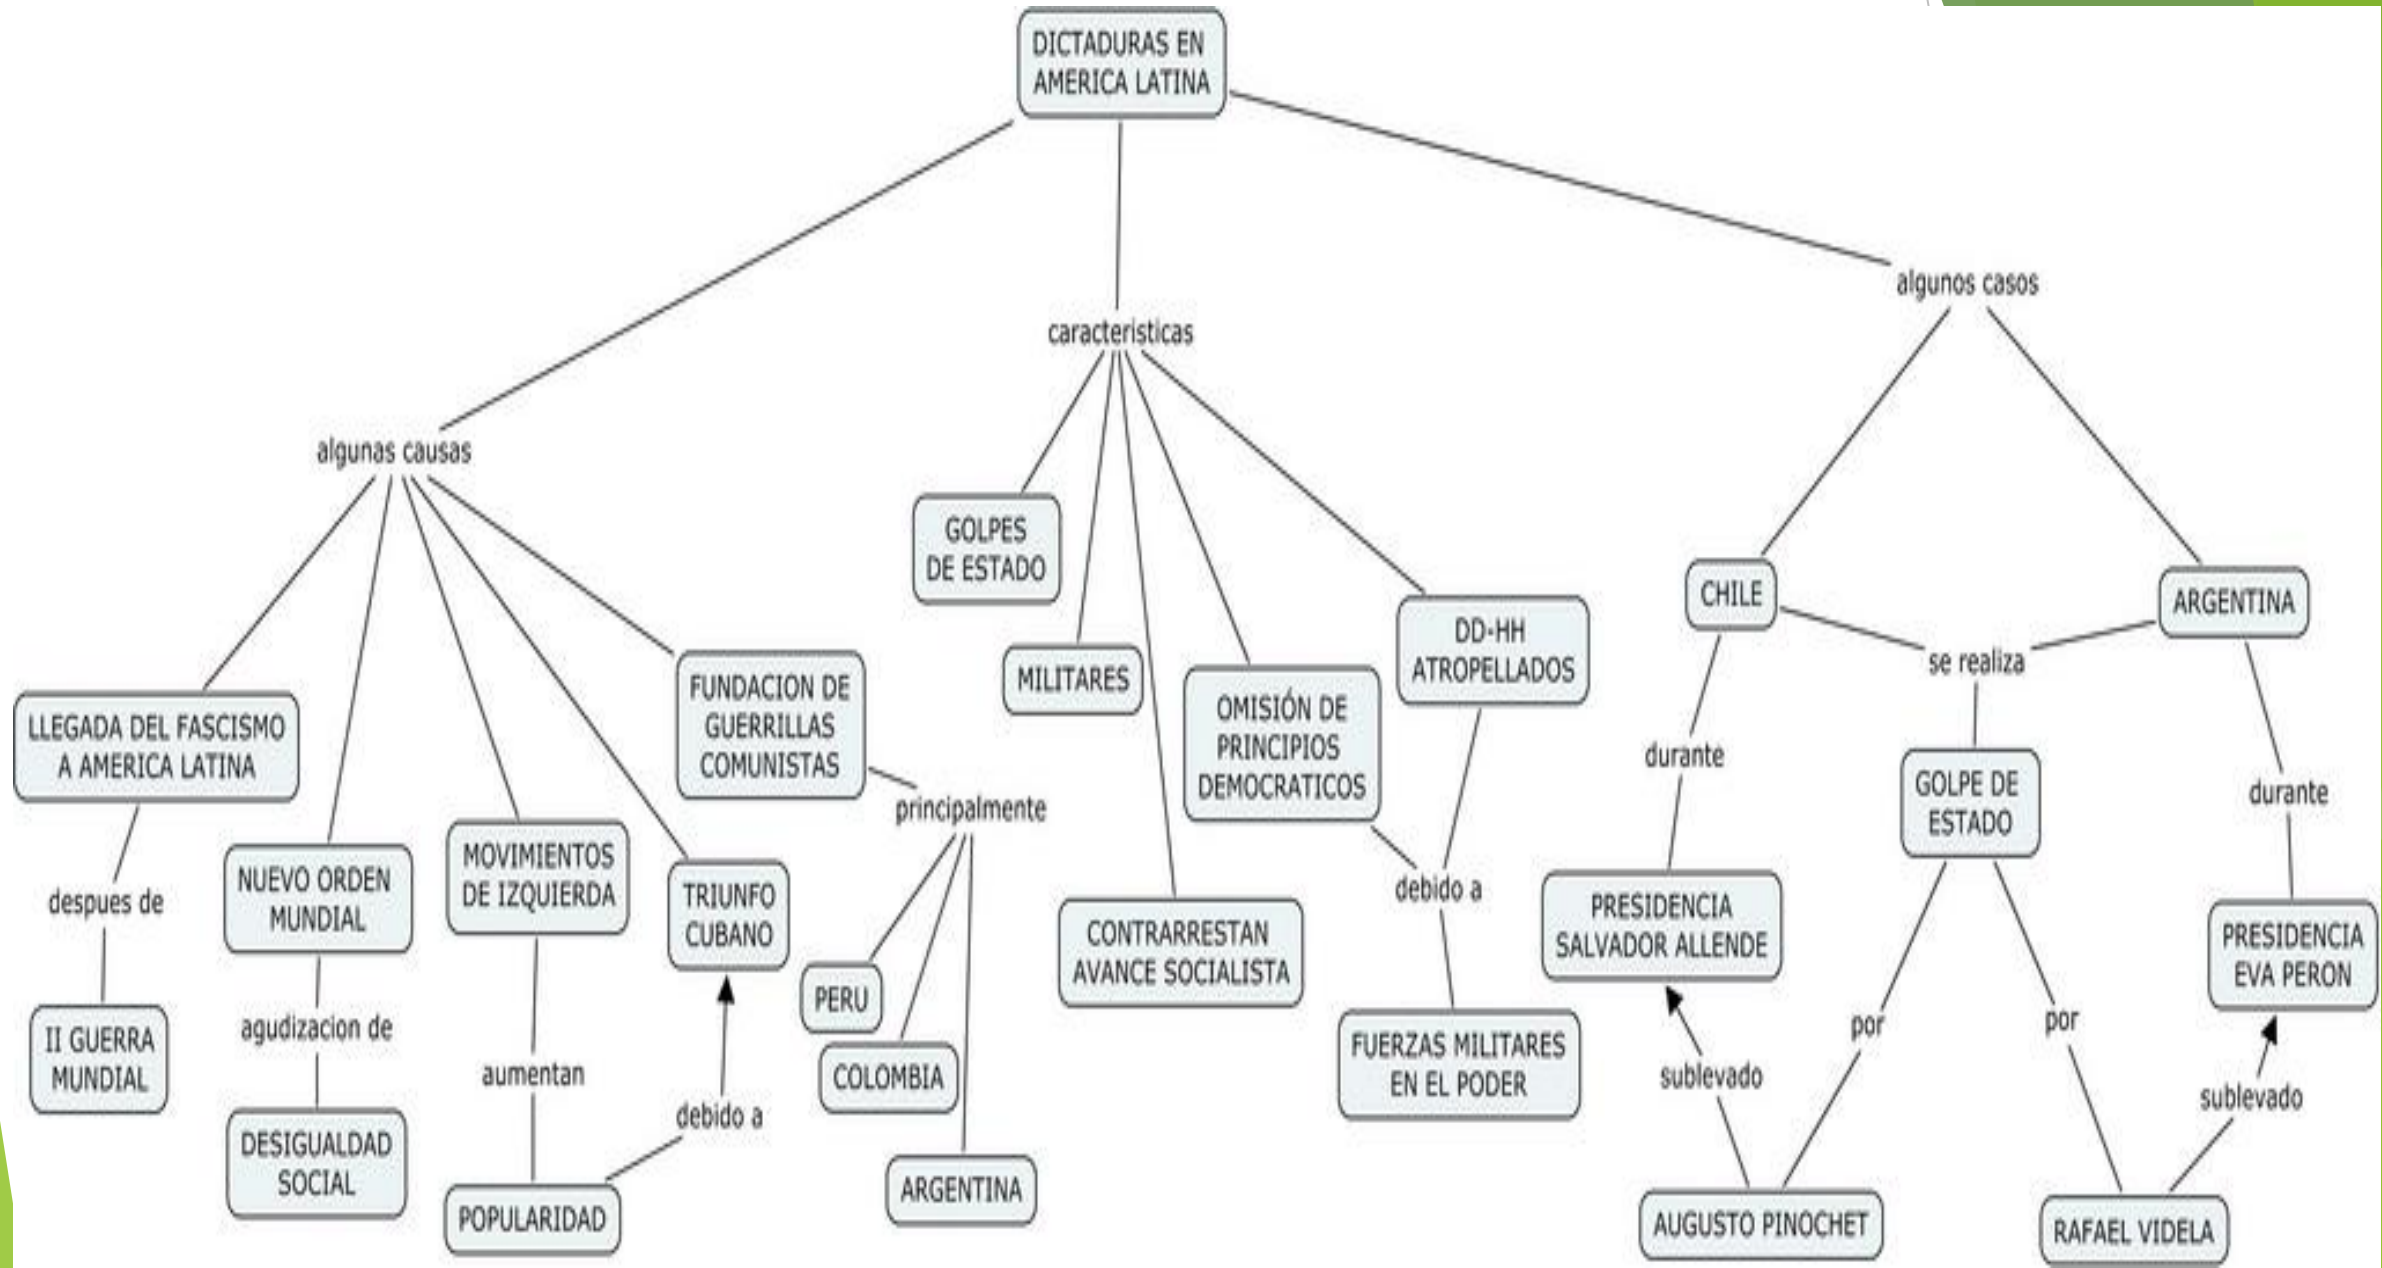 DICTADURAS EN
AMERICA LATINA
algunas causas
LLEGADA DEL FASCISMO
A AMERICA LATINA
despues de
II GUERRA
MUNDIAL
NUEVO ORDEN
MUNDIAL
agudizacion de
DESIGUALDAD
SOCIAL
MOVIMIENTOS
DE IZQUIERDA
aumentan
POPULARIDAD
debido a
TRIUNFO
CUBANO
FUNDACION DE
GUERRILLAS
COMUNISTAS
principalmente
PERU
COLOMBIA
ARGENTINA
caracteristicas
GOLPES
DE ESTADO
MILITARES
CONTRARRESTAN
AVANCE SOCIALISTA
OMISIÓN DE
PRINCIPIOS
DEMOCRATICOS
DD-HH
ATROPELLADOS
debido a
FUERZAS MILITARES
EN EL PODER
algunos casos
CHILE
ARGENTINA
se realiza
durante
PRESIDENCIA
SALVADOR ALLENDE
GOLPE DE
ESTADO
durante
PRESIDENCIA
EVA PERON
sublevado
por
por
sublevado
AUGUSTO PINOCHET
RAFAEL VIDELA